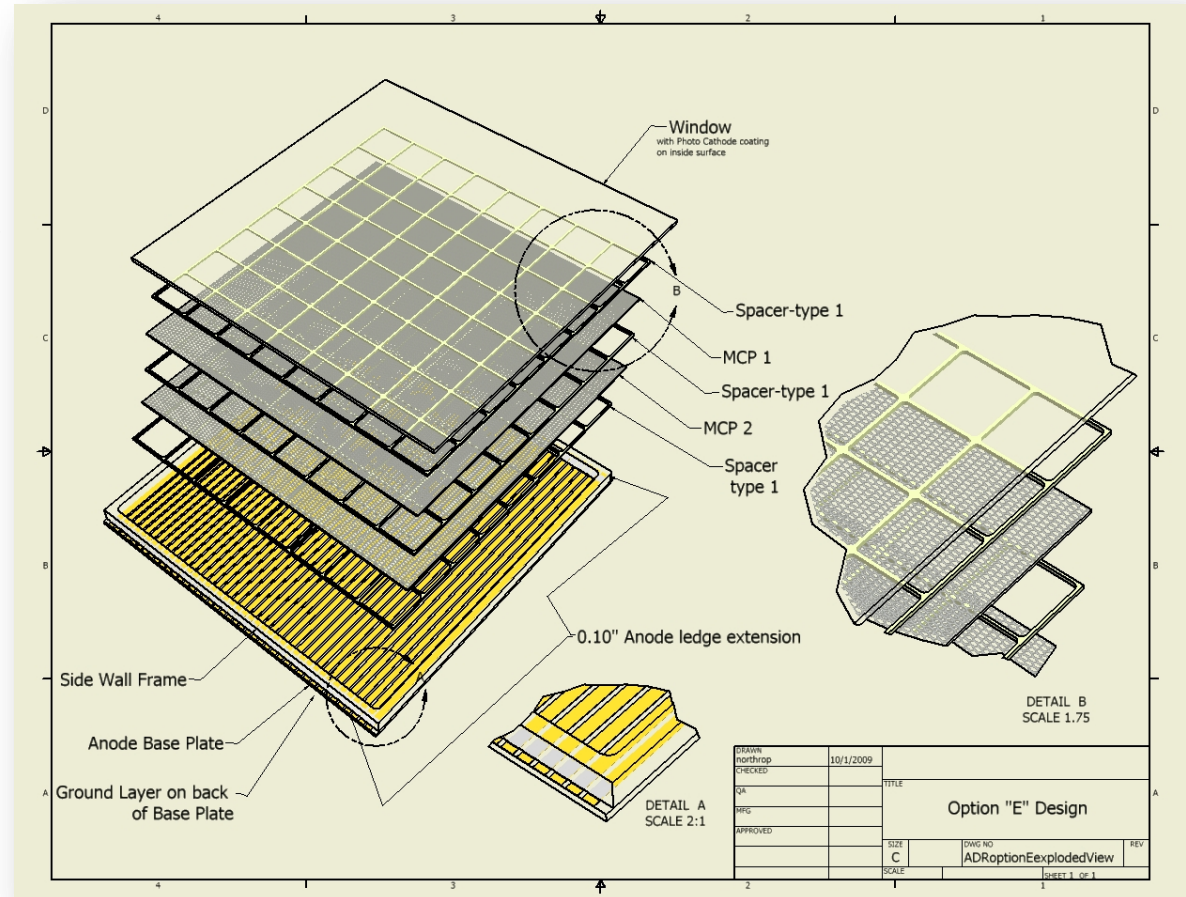 4
3
2
1
D
D
C
C
B
B
A
A
4
3
2
1
Window
with Photo Cathode coating
on inside surface
B
Spacer-type 1
MCP 1
Spacer-type 1
MCP 2
Spacer
type 1
0.10" Anode ledge extension
Side Wall Frame
A
Anode Base Plate
Ground Layer on back
of Base Plate
DETAIL A
SCALE 2:1
DETAIL B
SCALE 1.75
DRAWN
northrop
10/1/2009
CHECKED
QA
MFG
APPROVED
TITLE
Option "E" Design
SIZE
C
DWG NO
ADRoptionEexplodedView
REV
SCALE
SHEET 1 OF 1